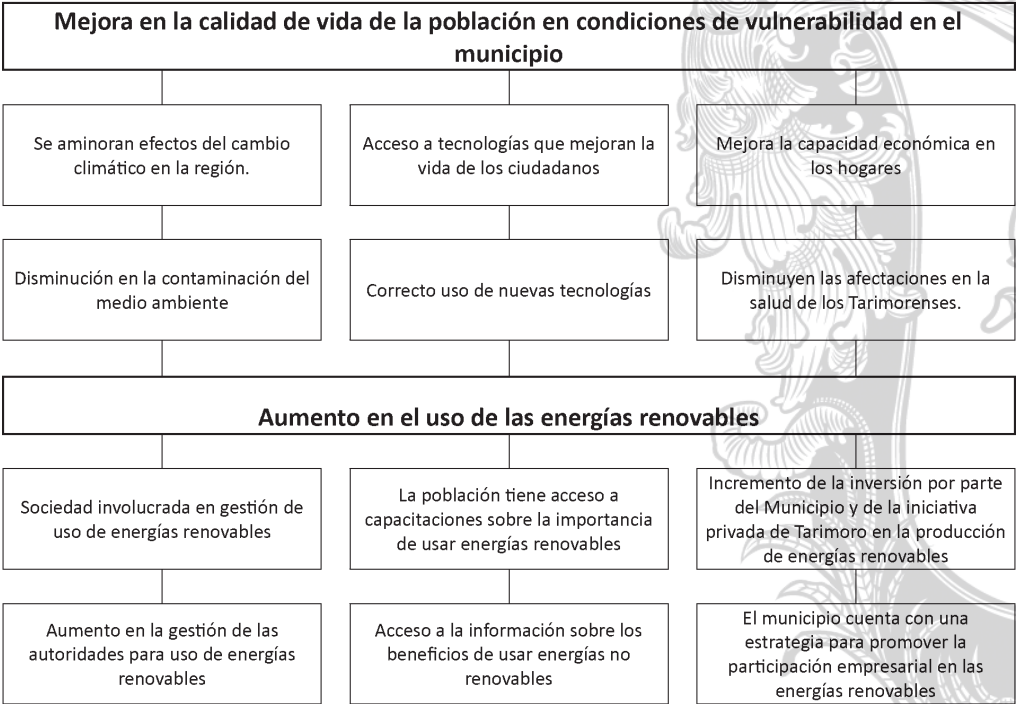 Mejora en la calidad de vida de la población en condiciones de vulnerabilidad en el
municipio
Se aminoran efectos del cambio
climático en la región.
Acceso a tecnologías que mejoran la
vida de los ciudadanos
Mejora la capacidad económica en
los hogares
Disminución en la contaminación del
medio ambiente
Correcto uso de nuevas tecnologías
Disminuyen las afectaciones en la
salud de los Tarimorenses.
Aumento en el uso de las energías renovables
Sociedad involucrada en gestión de
uso de energías renovables
La población tiene acceso a
capacitaciones sobre la importancia
de usar energías renovables
Incremento de la inversión por parte
del Municipio y de la iniciativa
privada de Tarimoro en la producción
de energías renovables
Aumento en la gestión de las
autoridades para uso de energías
renovables
Acceso a la información sobre los
beneficios de usar energías no
renovables
El municipio cuenta con una
estrategia para promover la
participación empresarial en las
energías renovables